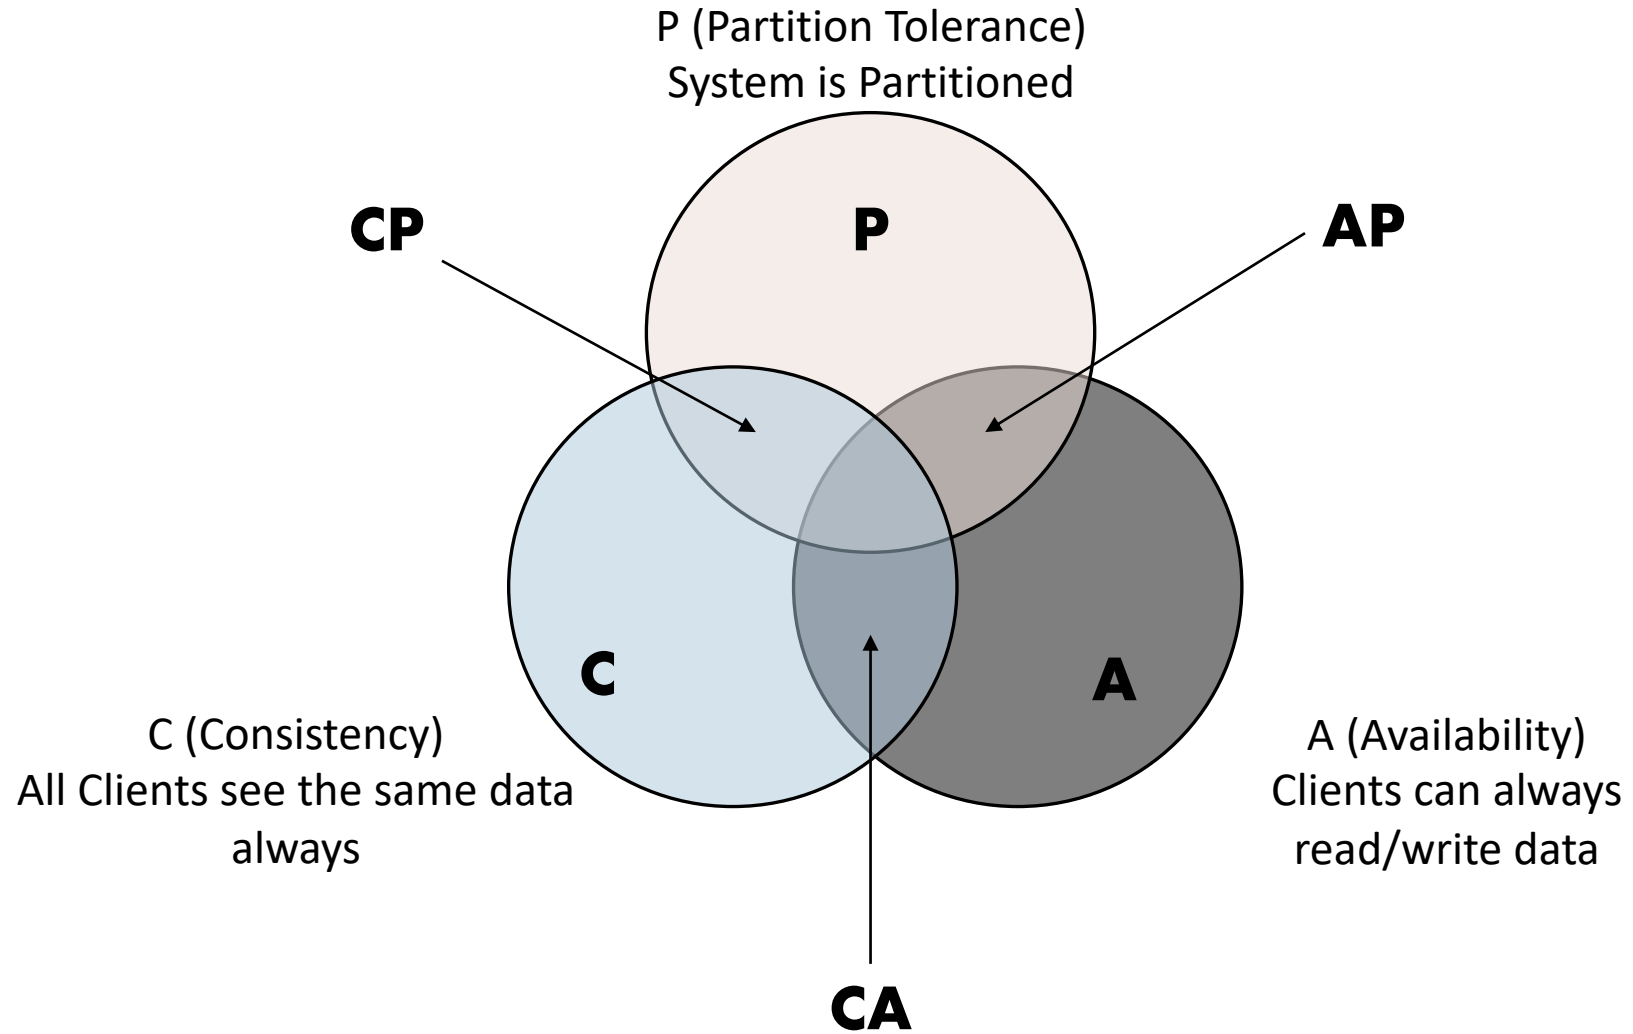 P (Partition Tolerance)
System is Partitioned
CP
P
AP
C
A
C (Consistency)
All Clients see the same data
always
A (Availability)
Clients can always
read/write data
CA